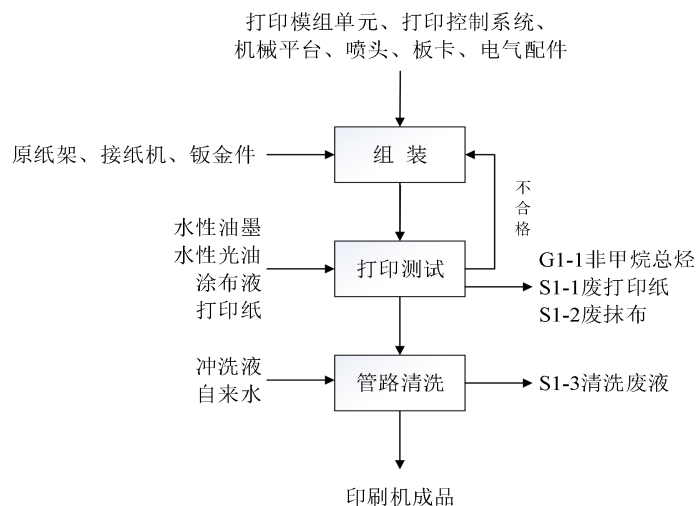 打印模组单元、打印控制系统、
机械平台、喷头、板卡、电气配件
原纸架、接纸机、钣金件
组 装
不合格
水性油墨
水性光油
涂布液
打印纸
打印测试
G1-1非甲烷总烃
S1-1废打印纸
S1-2废抹布
冲洗液
自来水
管路清洗
S1-3清洗废液
印刷机成品